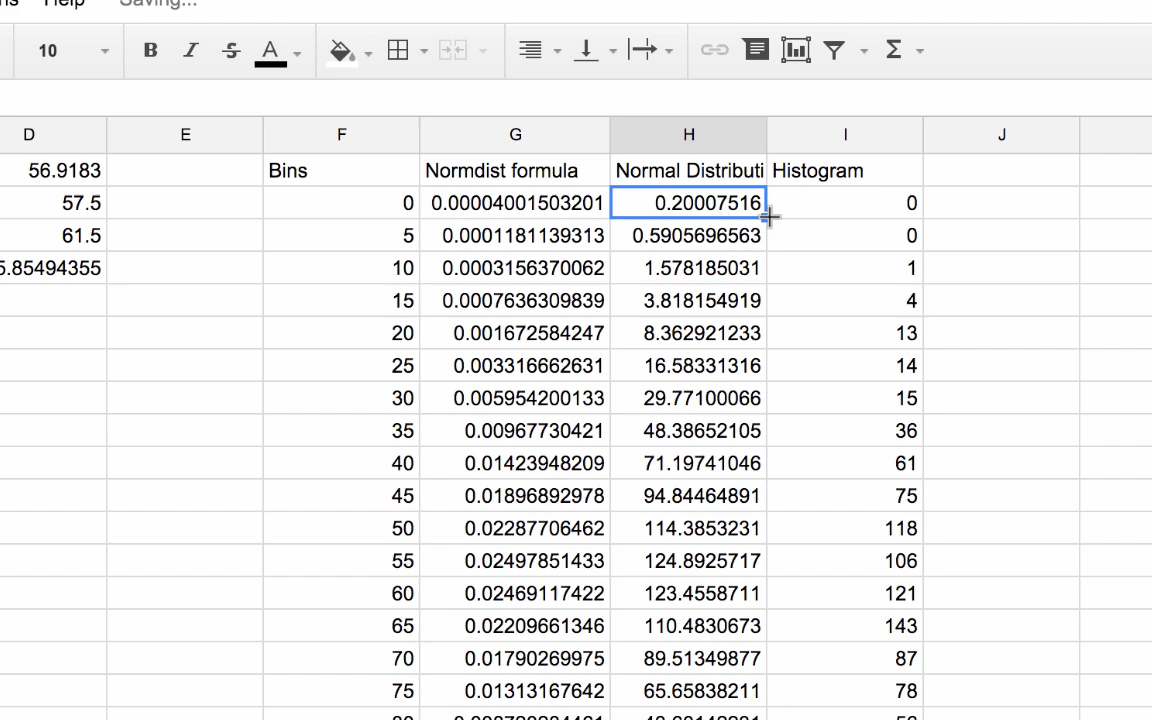 Help Saving...
10 B I S A Σ
D E F G H I J
56.9183 Bins Normdist formula Normal Distributi Histogram
57.5 0 0.00004001503201 0.20007516 0
61.5 5 0.0001181139313 0.5905696563 0
5.85494355 10 0.0003156370062 1.578185031 1
15 0.0007636309839 3.818154919 4
20 0.001672584247 8.362921233 13
25 0.003316662631 16.58331316 14
30 0.005954200133 29.77100066 15
35 0.00967730421 48.38652105 36
40 0.01423948209 71.19741046 61
45 0.01896892978 94.84464891 75
50 0.02287706462 114.3853231 118
55 0.02497851433 124.8925717 106
60 0.02469117422 123.4558711 121
65 0.02209661346 110.4830673 143
70 0.01790269975 89.51349877 87
75 0.01313167642 65.65838211 78